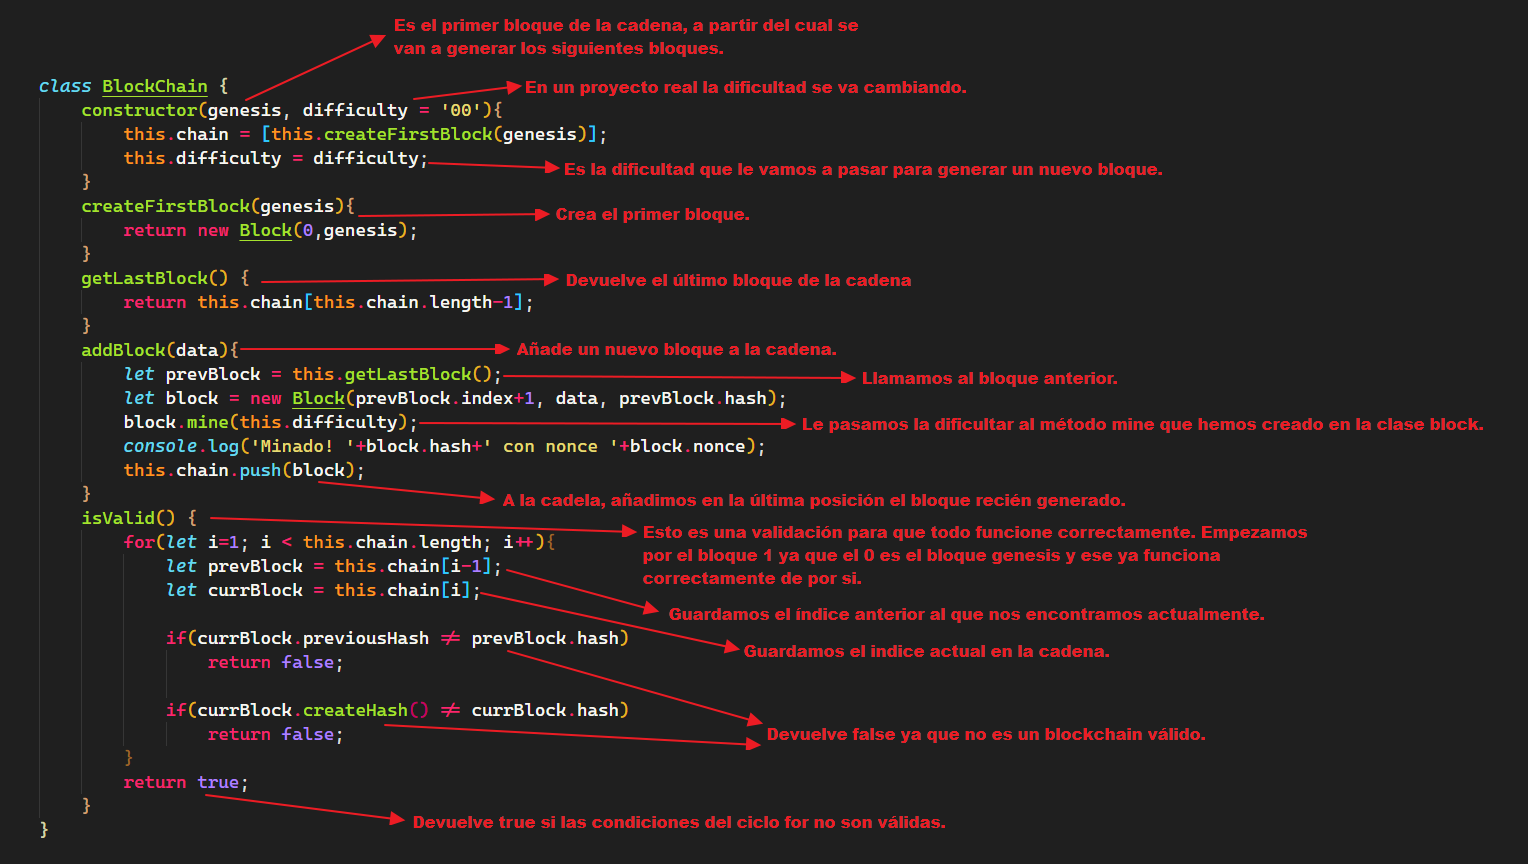 Es el primer bloque de la cadena, a partir del cual se
van a generar los siguientes bloques.
class BlockChain {
En un proyecto real la dificultad se va cambiando.
constructor(genesis, difficulty = '00'){
this.chain = [this.createFirstBlock(genesis)];
this.difficulty = difficulty;
Es la dificultad que le vamos a pasar para generar un nuevo bloque.
}
createFirstBlock(genesis){
Crea el primer bloque.
return new Block(0,genesis);
}
getLastBlock() {
Devuelve el último bloque de la cadena
return this.chain[this.chain.length-1];
}
addBlock(data){
Añade un nuevo bloque a la cadena.
let prevBlock = this.getLastBlock();
Llamamos al bloque anterior.
let block = new Block(prevBlock.index+1, data, prevBlock.hash);
block.mine(this.difficulty);
Le pasamos la dificultar al método mine que hemos creado en la clase block.
console.log('Minado! '+block.hash+' con nonce '+block.nonce);
this.chain.push(block);
}
A la cadela, añadimos en la última posición el bloque recién generado.
isValid() {
Esto es una validación para que todo funcione correctamente. Empezamos
por el bloque 1 ya que el 0 es el bloque genesis y ese ya funciona
correctamente de por si.
for(let i=1; i < this.chain.length; i++){
let prevBlock = this.chain[i-1];
let currBlock = this.chain[i];
Guardamos el índice anterior al que nos encontramos actualmente.
if(currBlock.previousHash != prevBlock.hash)
Guardamos el indice actual en la cadena.
return false;
if(currBlock.createHash() != currBlock.hash)
return false;
Devuelve false ya que no es un blockchain válido.
}
return true;
}
Devuelve true si las condiciones del ciclo for no son válidas.
}